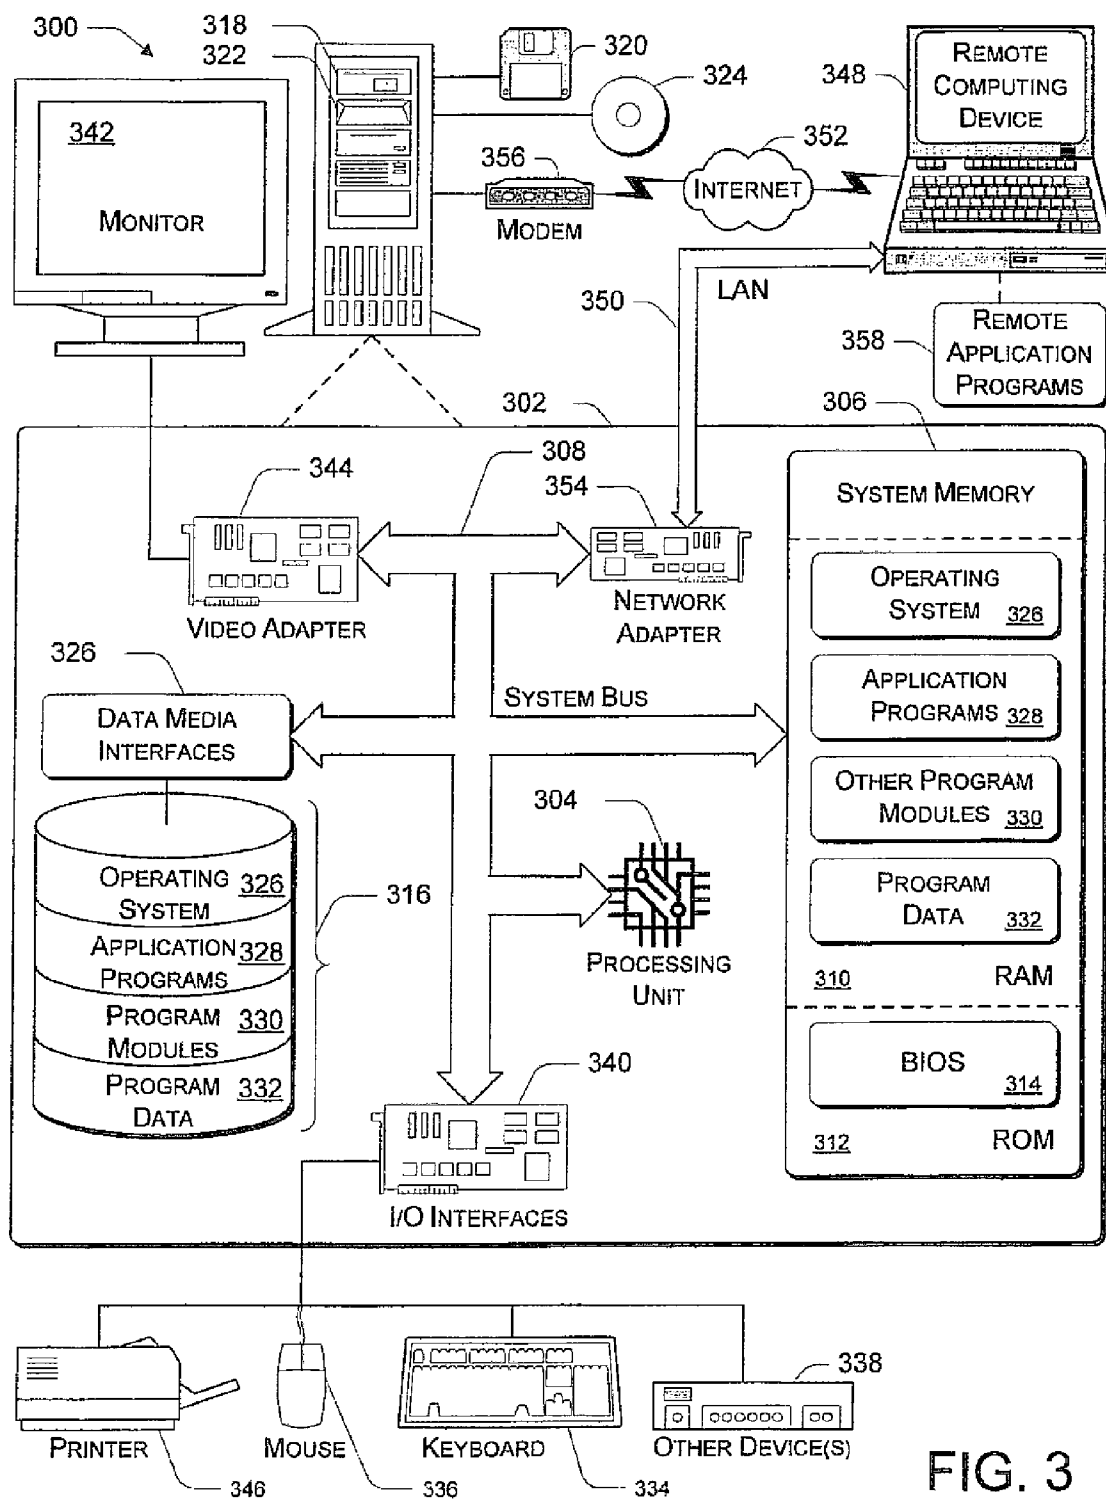 300
318
322
320
324
348
REMOTE
COMPUTING
DEVICE
342
MONITOR
356
MODEM
352
INTERNET
350
LAN
358
REMOTE
APPLICATION
PROGRAMS
302
306
344
308
354
SYSTEM MEMORY
VIDEO ADAPTER
NETWORK
ADAPTER
OPERATING
SYSTEM 326
326
DATA MEDIA
INTERFACES
SYSTEM BUS
APPLICATION
PROGRAMS 328
OTHER PROGRAM
MODULES 330
304
PROCESSING
UNIT
PROGRAM
DATA 332
310 RAM
OPERATING
SYSTEM 326
316
APPLICATION
PROGRAMS 328
PROGRAM
MODULES 330
PROGRAM
DATA 332
BIOS 314
312 ROM
340
I/O INTERFACES
338
PRINTER
346
MOUSE
336
KEYBOARD
334
OTHER DEVICE(S)
FIG. 3